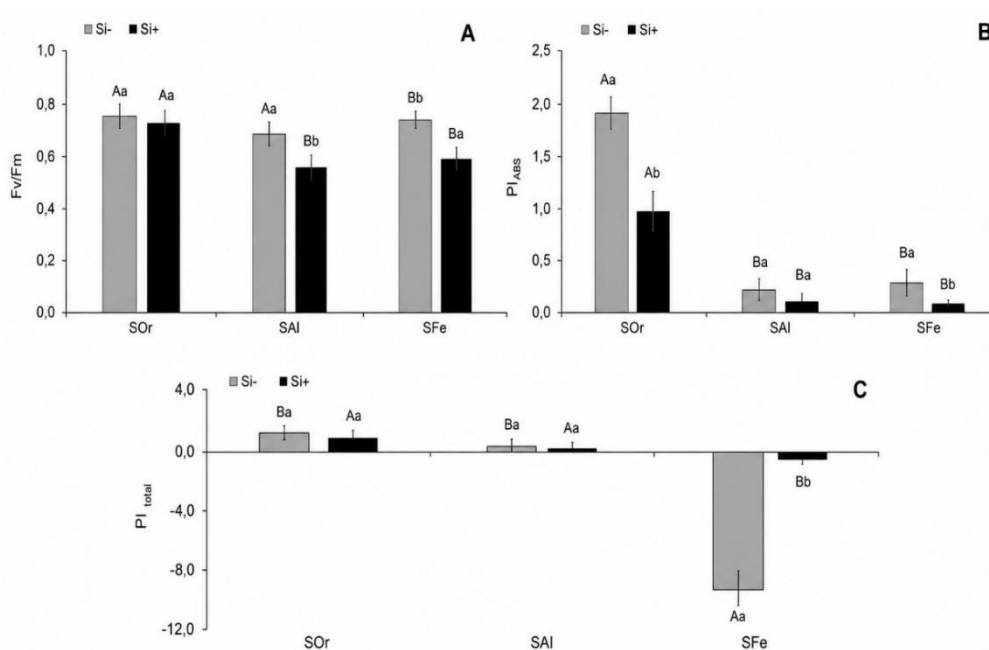 Si- Si+
A
Fv/Fm
1,0
0,8
0,6
0,4
0,2
0,0
Aa Aa Aa Bb Bb Ba
SOr SAl SFe
Si- Si+
B
PI ABS
2,5
2,0
1,5
1,0
0,5
0,0
Aa Ab Ba Ba Ba Bb
SOr SAl SFe
Si- Si+
C
PI total
4,0
0,0
-4,0
-8,0
-12,0
Ba Aa Ba Aa Aa Bb
SOr SAl SFe